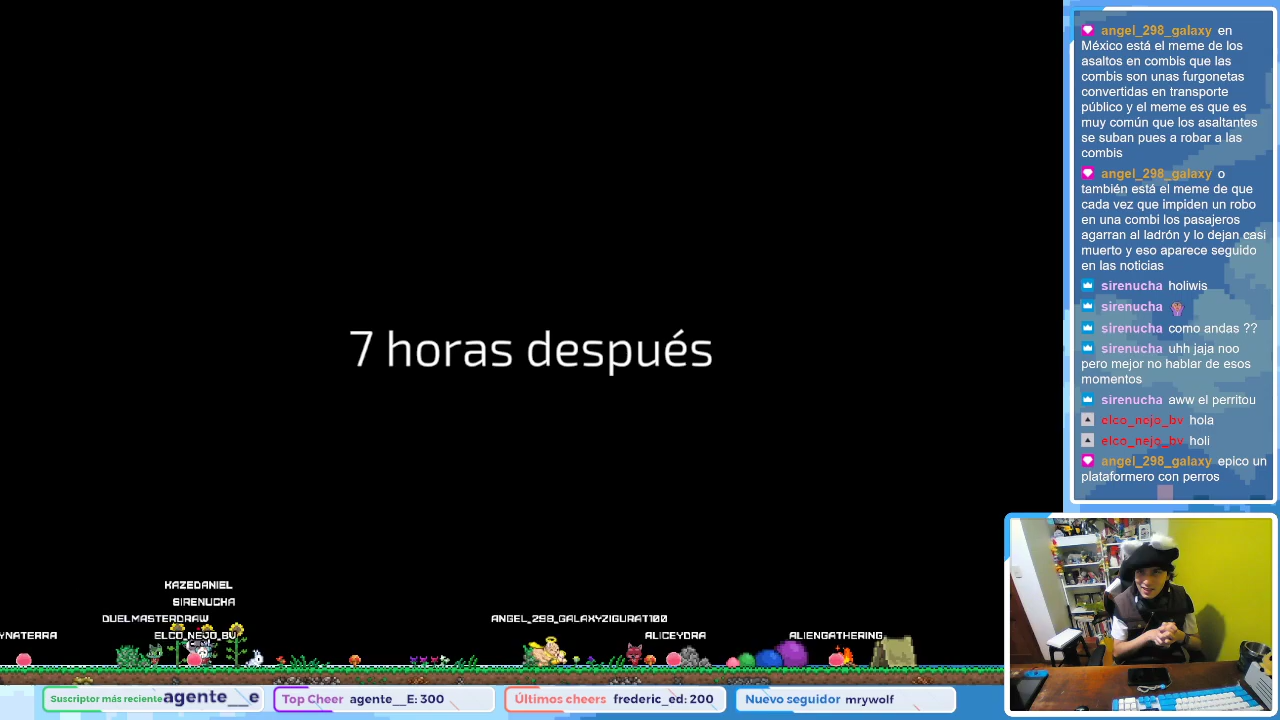 angel_298_galaxy en
México está el meme de los
asaltos en combis que las
combis son unas furgonetas
convertidas en transporte
público y el meme es que es
muy común que los asaltantes
se suban pues a robar a las
combis
angel_298_galaxy o
también está el meme de que
cada vez que impiden un robo
en una combi los pasajeros
agarran al ladrón y lo dejan casi
muerto y eso aparece seguido
en las noticias
sirenucha holiwis
sirenucha
sirenucha como andas ??
sirenucha uhh jaja noo
pero mejor no hablar de esos
momentos
sirenucha aww el perritou
elco_nejo_bv hola
elco_nejo_bv holi
angel_298_galaxy epico un
plataformero con perros
7 horas después
KAZEDANIEL
SIRENUCHA
DUELMASTERDRAW
ANGEL_298_GALAXYZIGURAT100
YNATERRA
ELCO_NEJO_BV
ALICEYDRA
ALIENGATHERING
Suscriptor más reciente agente__e
Top Cheer agente__E: 300
Últimos cheers frederic_ed: 200
Nuevo seguidor mrywolf